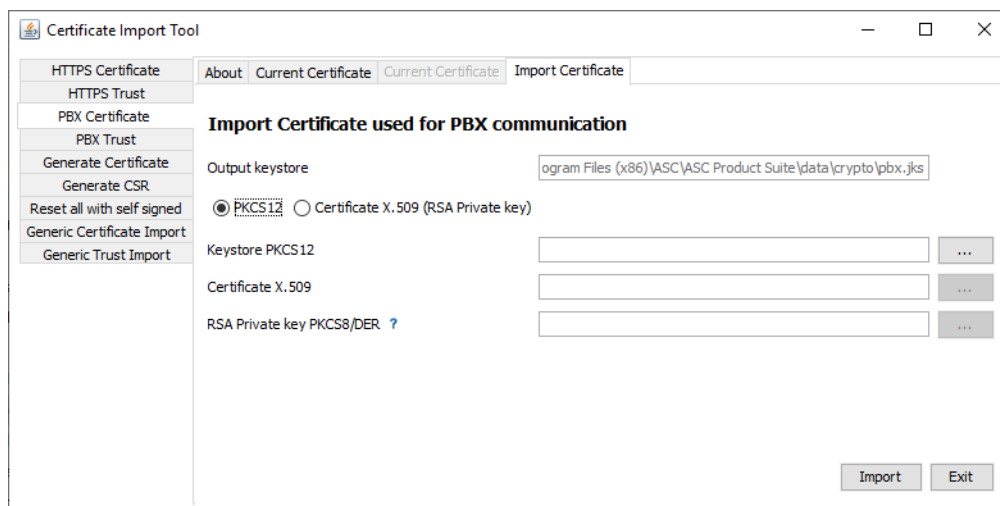 Certificate Import Tool
HTTPS Certificate
HTTPS Trust
PBX Certificate
PBX Trust
Generate Certificate
Generate CSR
Reset all with self signed
Generic Certificate Import
Generic Trust Import
About Current Certificate Current Certificate Import Certificate
Import Certificate used for PBX communication
Output keystore ogram Files (x86)\ASC\ASC Product Suite\data\crypto\pbx.jks
PKCS12 Certificate X.509 (RSA Private key)
Keystore PKCS12 ...
Certificate X.509 ...
RSA Private key PKCS8/DER ? ...
Import Exit